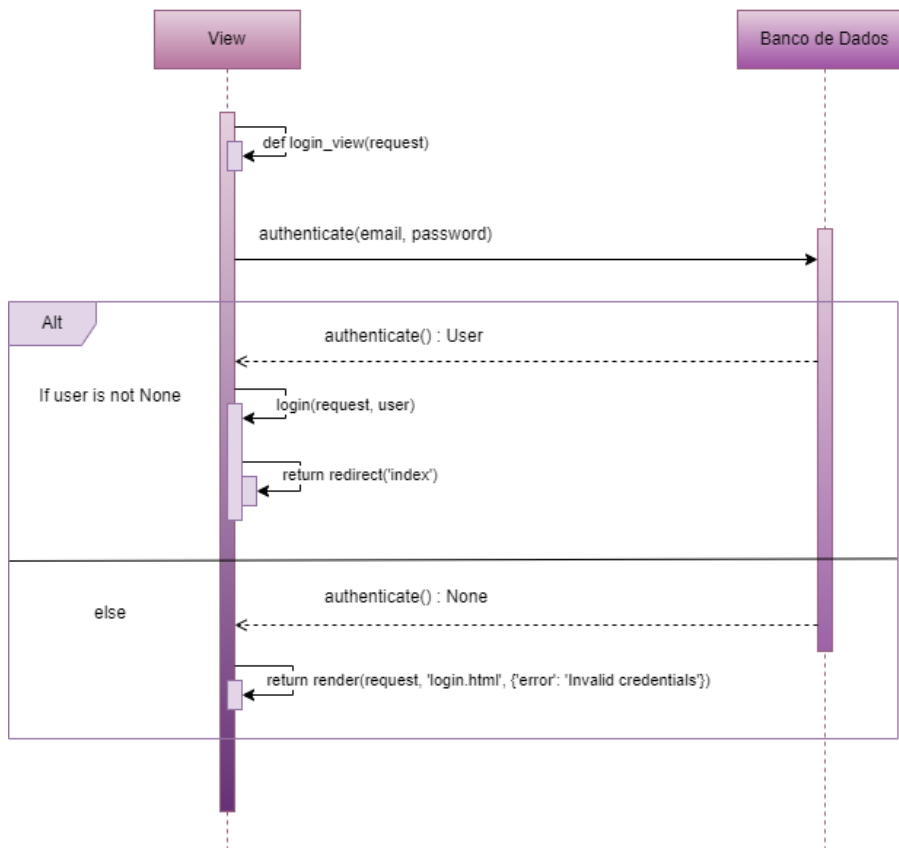 View
Banco de Dados
def login_view(request)
authenticate(email, password)
Alt
authenticate() : User
If user is not None
login(request, user)
return redirect('index')
authenticate() : None
else
return render(request, 'login.html', {'error': 'Invalid credentials'})